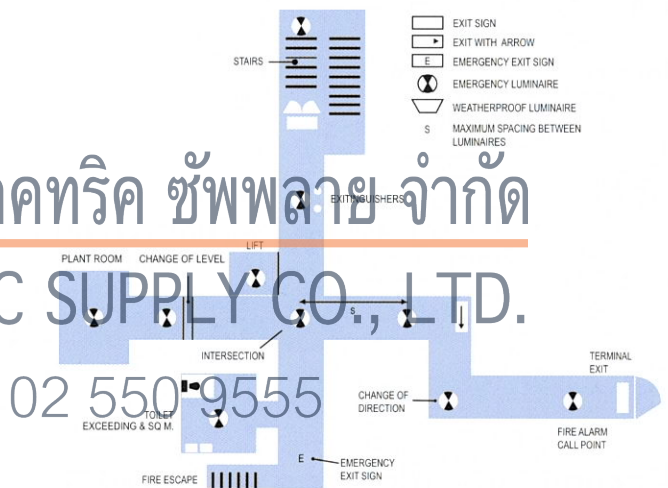 EXIT SIGN
EXIT WITH ARROW
E
EMERGENCY EXIT SIGN
EMERGENCY LUMINAIRE
WEATHERPROOF LUMINAIRE
S
MAXIMUM SPACING BETWEEN
LUMINAIRES
STAIRS
คทริค ซัพพลาย จำกัด
EXITINGUISHERS
LIFT
PLANT ROOM
CHANGE OF LEVEL
C SUPPLY CO., LTD.
S
INTERSECTION
TERMINAL
EXIT
02 550 9555
CHANGE OF
DIRECTION
TOILET
EXCEEDING & SQ M.
FIRE ALARM
CALL POINT
E
EMERGENCY
EXIT SIGN
FIRE ESCAPE